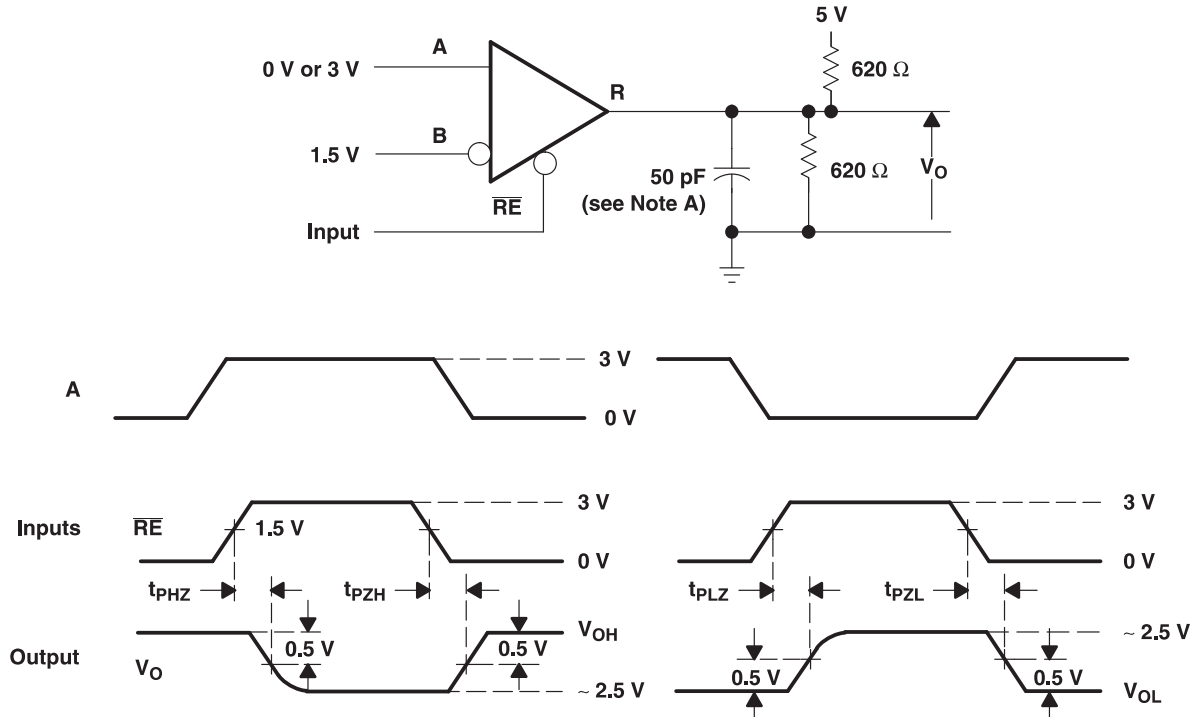 5 V
A
0 V or 3 V
620 Ω
R
B
1.5 V
50 pF
(see Note A)
620 Ω
VO
RE
Input
3 V
A
0 V
3 V
3 V
Inputs
RE
1.5 V
0 V
0 V
tPHZ
tPZH
tPLZ
tPZL
VOH
~ 2.5 V
0.5 V
0.5 V
Output
VO
0.5 V
0.5 V
~ 2.5 V
VOL